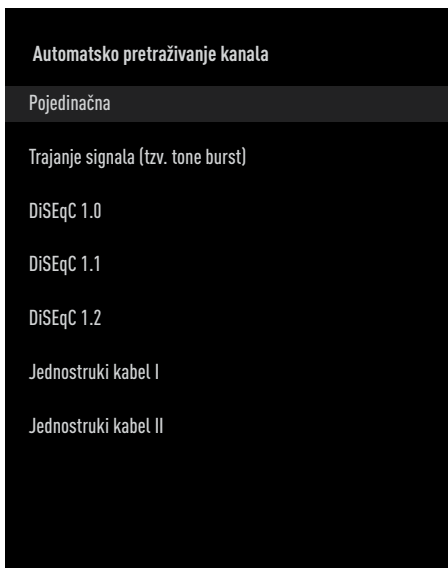 Automatsko pretraživanje kanala
Pojedinačna
Trajanje signala (tzv. tone burst)
DiSEqC 1.0
DiSEqC 1.1
DiSEqC 1.2
Jednostruki kabel I
Jednostruki kabel II